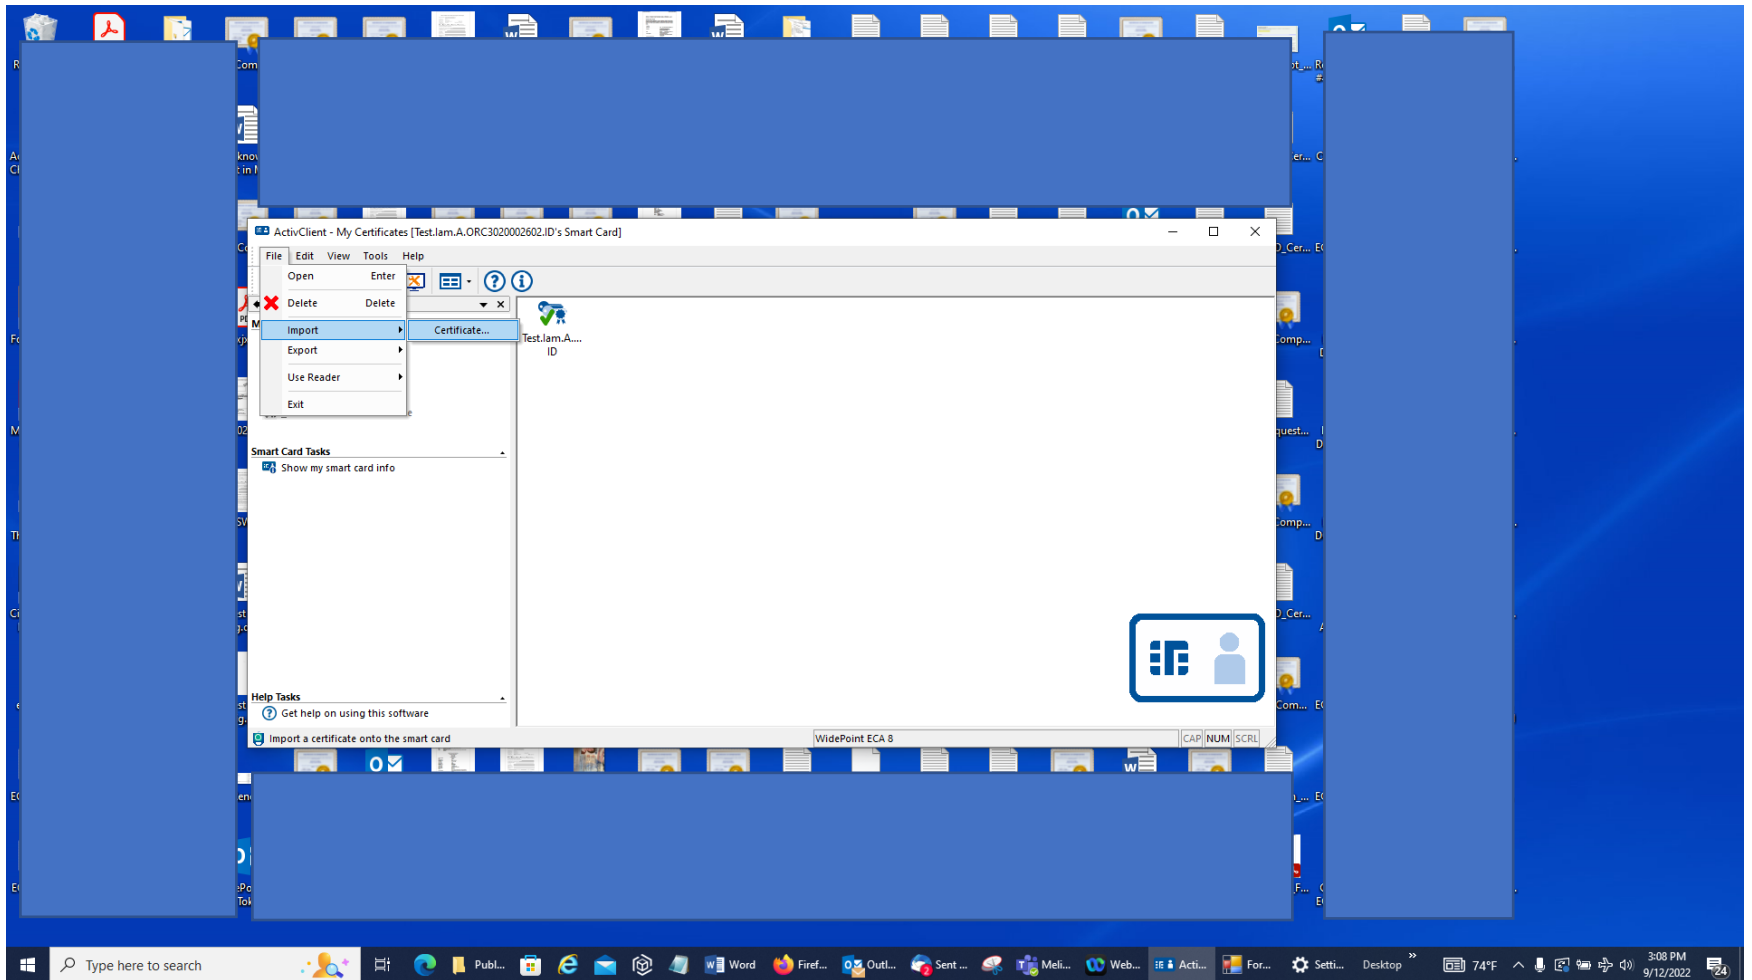 ActivClient - My Certificates [Test.Iam.A.ORC3020002602.ID's Smart Card]
File Edit View Tools Help
Open Enter
Delete Delete
Import Certificate...
Export
Use Reader
Exit
Test.Iam.A....
ID
Smart Card Tasks
Show my smart card info
Help Tasks
Get help on using this software
Import a certificate onto the smart card WidePoint ECA 8 CAP NUM SCRL
Type here to search
Publ... Word Firef... Outl... Sent ... Meli... Web... Acti... For... Setti... Desktop 74°F
3:08 PM
9/12/2022
24